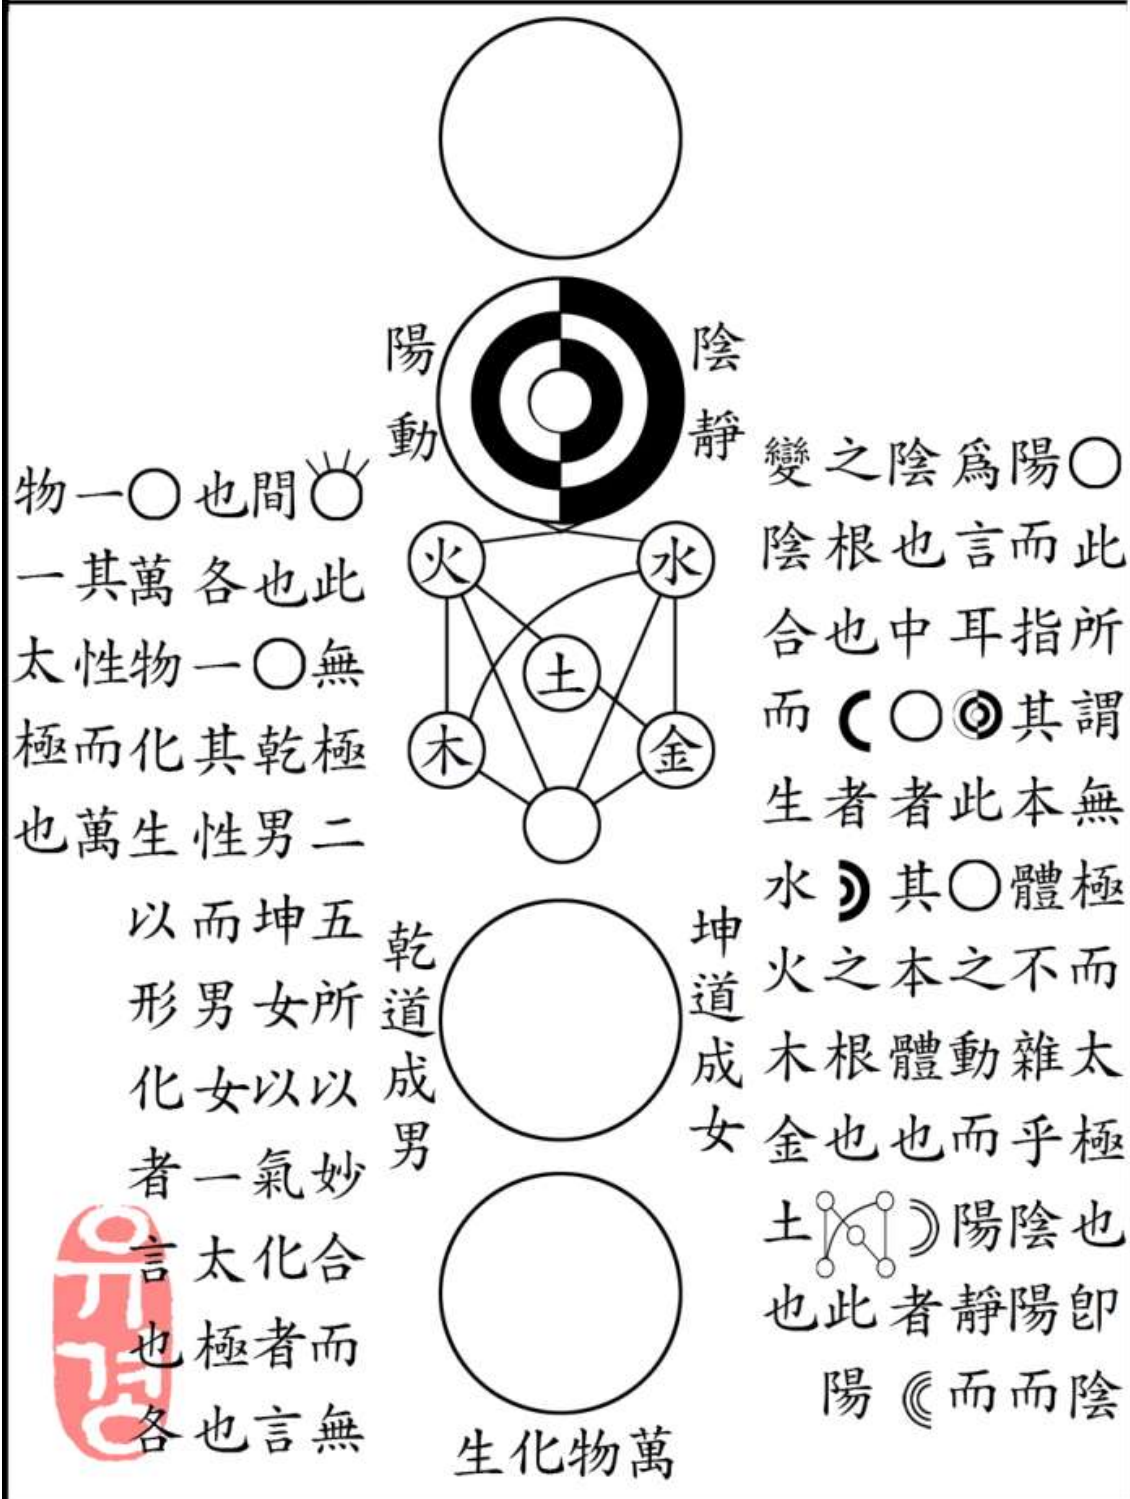 ○此所謂無極而太極也卽陰
陽而指其本體不雜乎陰陽而
爲言耳此○之動而陽靜而
陰也中○者其本體也者
之根也者之根也此陽
變陰合而生水火木金土也
陰靜
陽動
水
火
土
金
木
坤道成女
乾道成男
萬物化生
○此無極二五所以妙合而無
間也○乾男坤女以氣化者言
也各一其性而男女一太極也
○萬物化生以形化者言也各
一其性而萬
物一太極也
유경